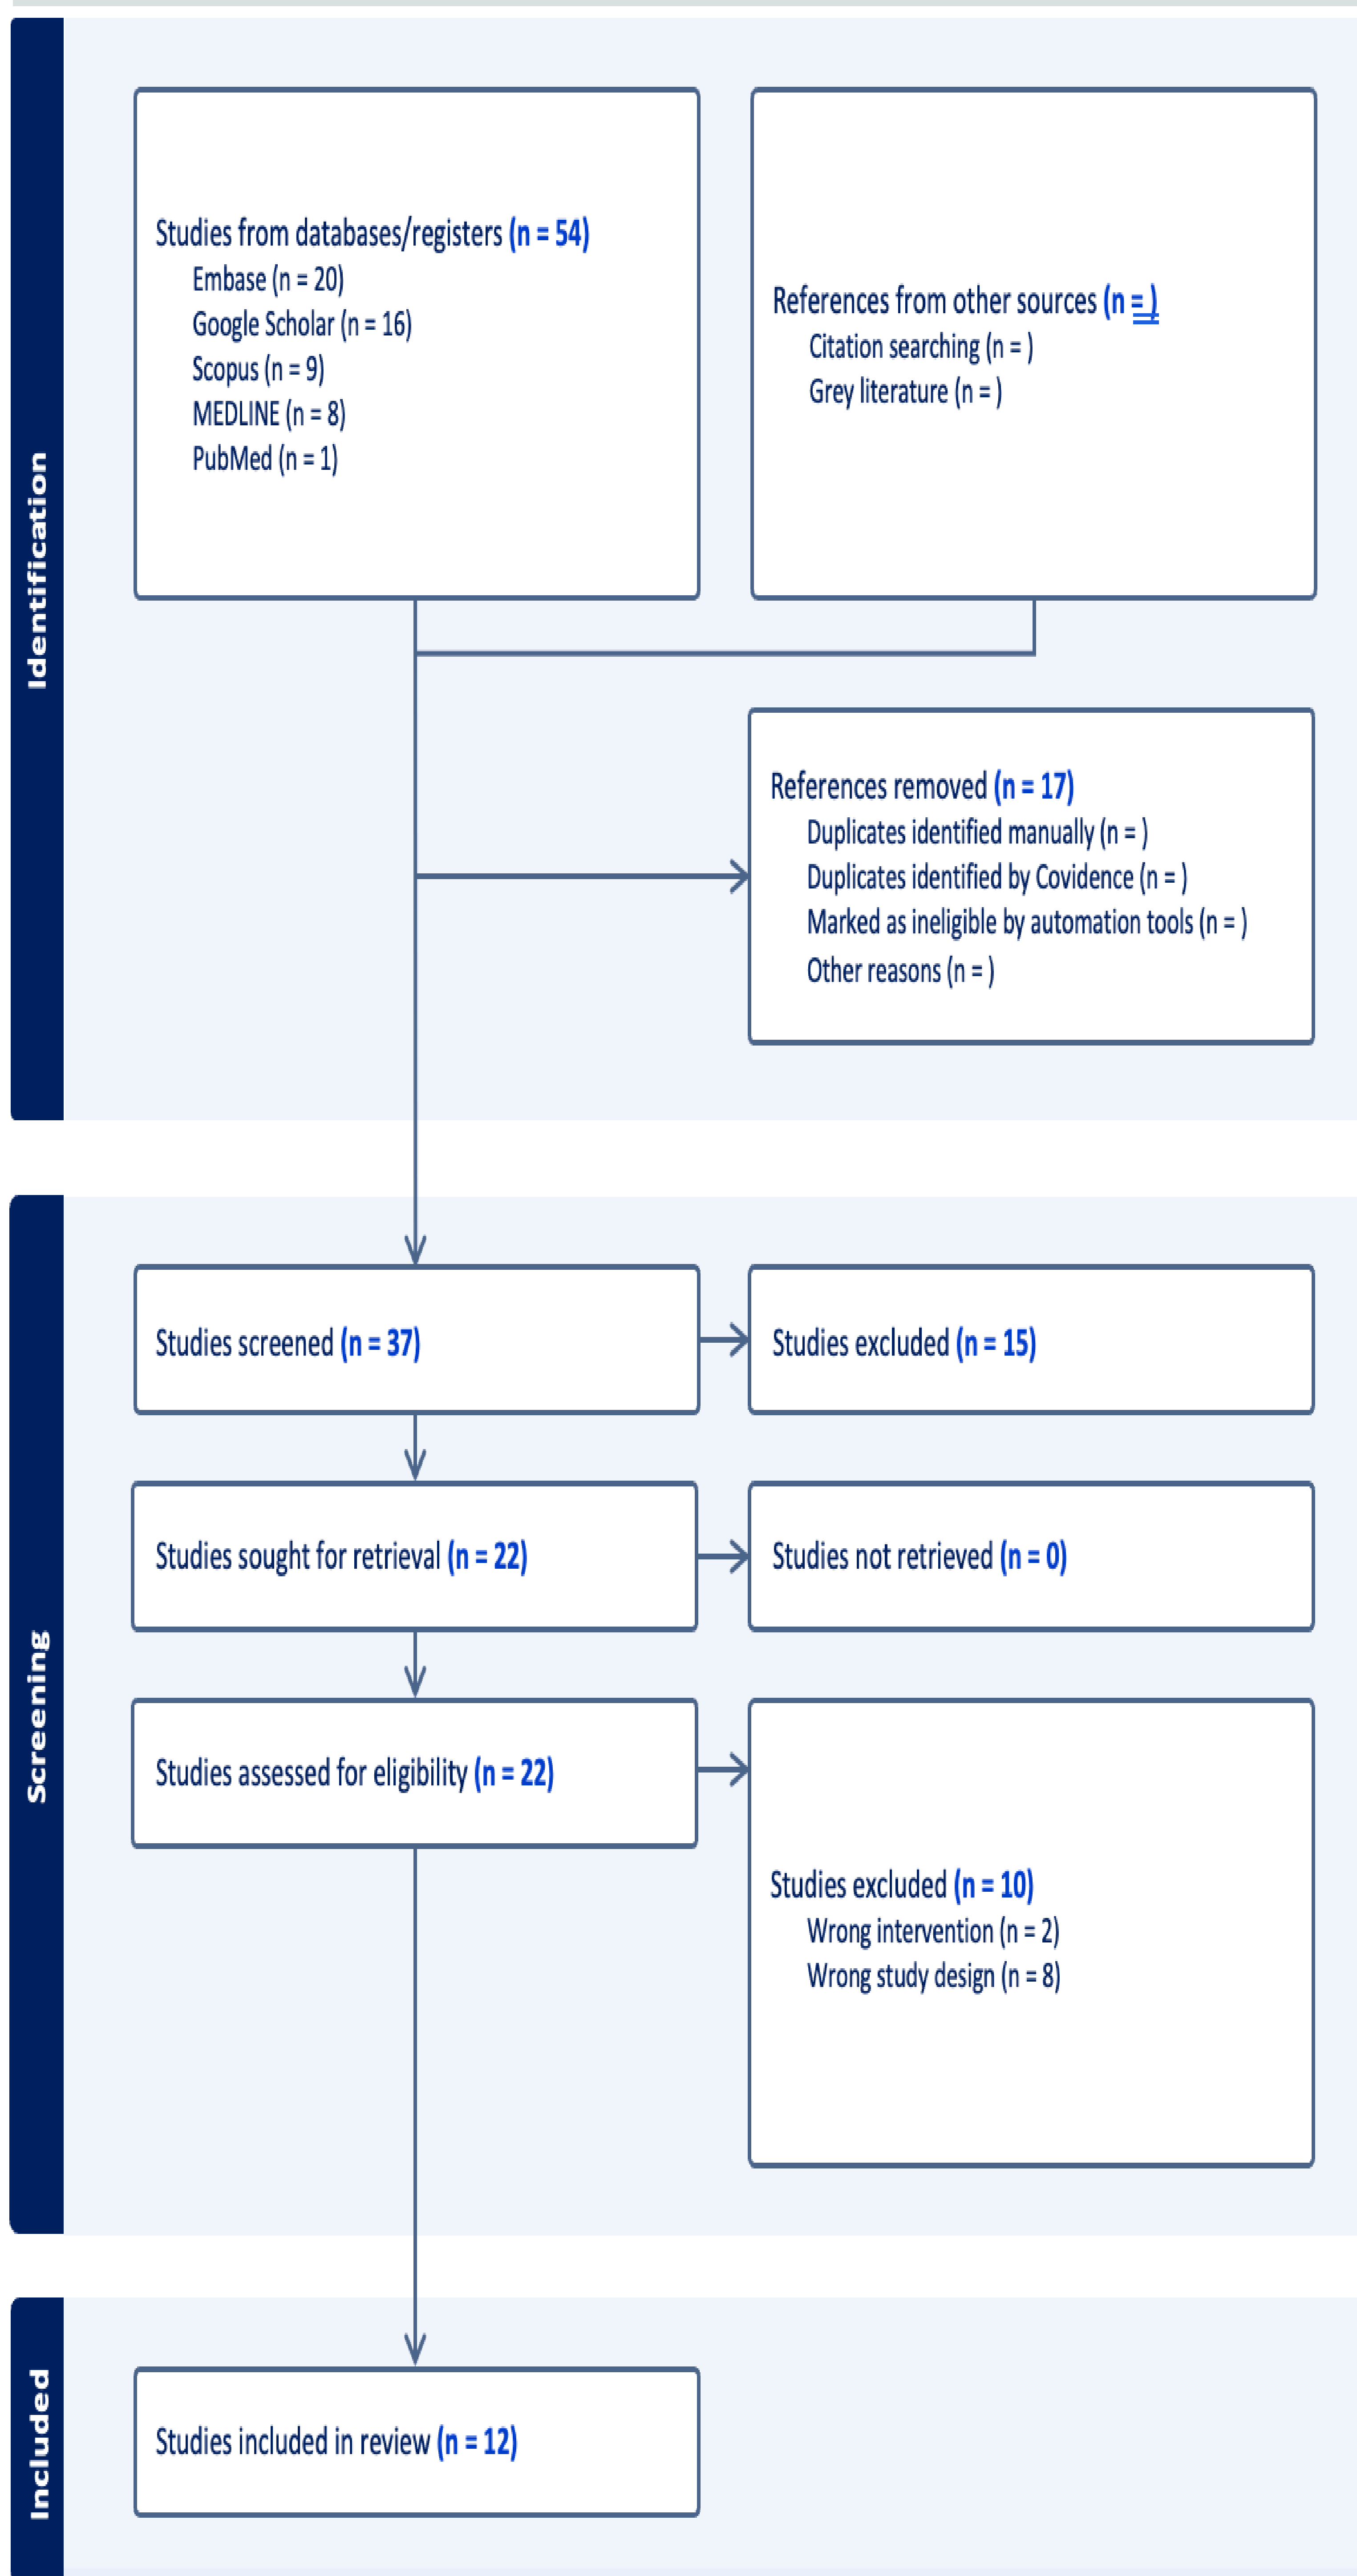 Identification
Studies from databases/registers (n = 54)
Embase (n = 20)
Google Scholar (n = 16)
Scopus (n = 9)
MEDLINE (n = 8)
PubMed (n = 1)
References from other sources (n = )
Citation searching (n = )
Grey literature (n = )
References removed (n = 17)
Duplicates identified manually (n = )
Duplicates identified by Covidence (n = )
Marked as ineligible by automation tools (n = )
Other reasons (n = )
Screening
Studies screened (n = 37)
Studies excluded (n = 15)
Studies sought for retrieval (n = 22)
Studies not retrieved (n = 0)
Studies assessed for eligibility (n = 22)
Studies excluded (n = 10)
Wrong intervention (n = 2)
Wrong study design (n = 8)
Included
Studies included in review (n = 12)